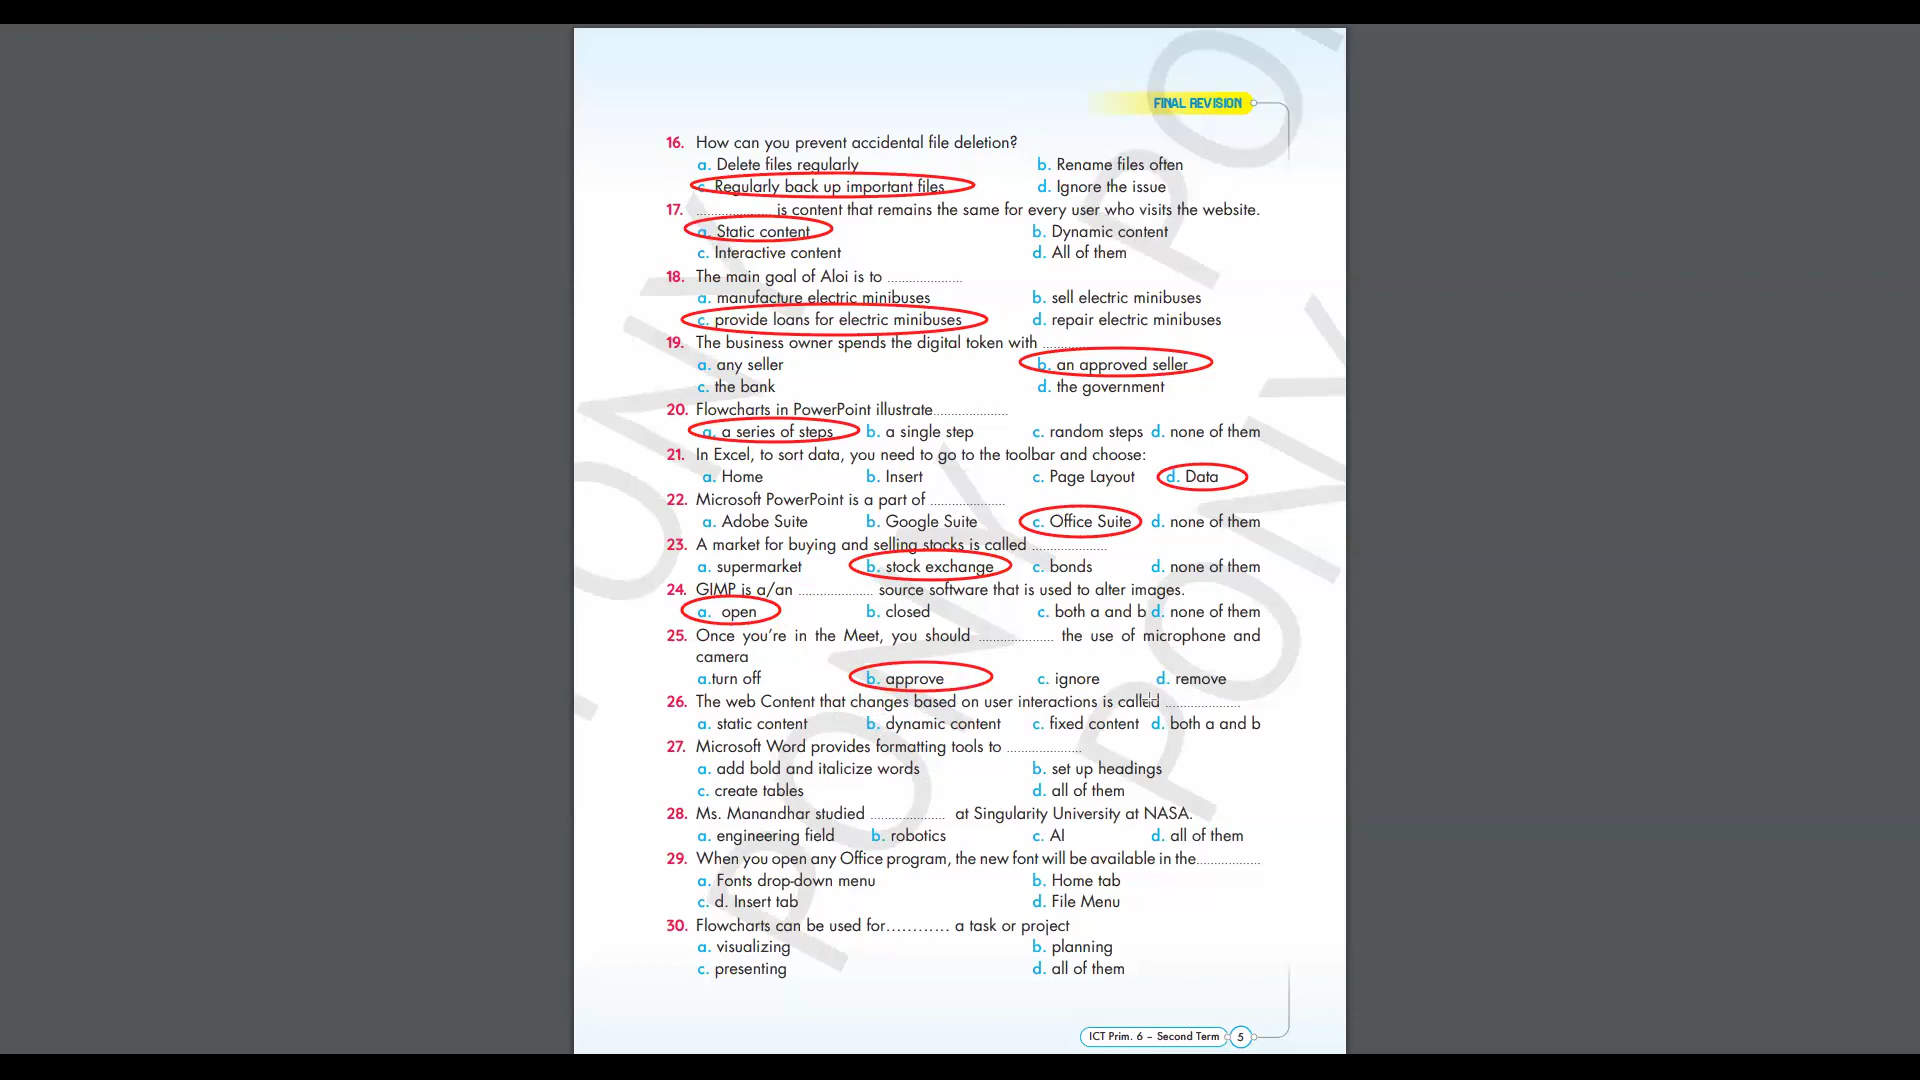 FINAL REVISION
16. How can you prevent accidental file deletion?
a. Delete files regularly b. Rename files often
c. Regularly back up important files d. Ignore the issue
17. ..................... is content that remains the same for every user who visits the website.
a. Static content b. Dynamic content
c. Interactive content d. All of them
18. The main goal of Aloi is to .....................
a. manufacture electric minibuses b. sell electric minibuses
c. provide loans for electric minibuses d. repair electric minibuses
19. The business owner spends the digital token with .....................
a. any seller b. an approved seller
c. the bank d. the government
20. Flowcharts in PowerPoint illustrate.....................
a. a series of steps b. a single step c. random steps d. none of them
21. In Excel, to sort data, you need to go to the toolbar and choose:
a. Home b. Insert c. Page Layout d. Data
22. Microsoft PowerPoint is a part of .....................
a. Adobe Suite b. Google Suite c. Office Suite d. none of them
23. A market for buying and selling stocks is called .....................
a. supermarket b. stock exchange c. bonds d. none of them
24. GIMP is a/an ..................... source software that is used to alter images.
a. open b. closed c. both a and b d. none of them
25. Once you're in the Meet, you should ..................... the use of microphone and
camera
a.turn off b. approve c. ignore d. remove
26. The web Content that changes based on user interactions is called .....................
a. static content b. dynamic content c. fixed content d. both a and b
27. Microsoft Word provides formatting tools to .....................
a. add bold and italicize words b. set up headings
c. create tables d. all of them
28. Ms. Manandhar studied ..................... at Singularity University at NASA.
a. engineering field b. robotics c. AI d. all of them
29. When you open any Office program, the new font will be available in the..................
a. Fonts drop-down menu b. Home tab
c. d. Insert tab d. File Menu
30. Flowcharts can be used for............ a task or project
a. visualizing b. planning
c. presenting d. all of them
ICT Prim. 6 – Second Term 5
PONY
PONY
PONY
PONY